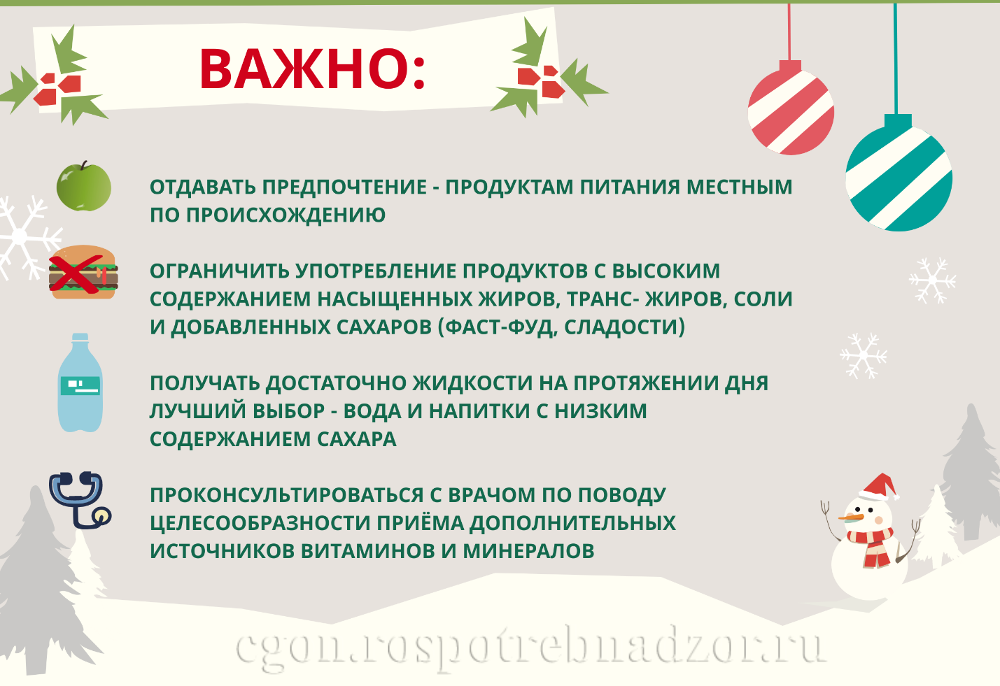 ВАЖНО:
ОТДАВАТЬ ПРЕДПОЧТЕНИЕ - ПРОДУКТАМ ПИТАНИЯ МЕСТНЫМ
ПО ПРОИСХОЖДЕНИЮ
ОГРАНИЧИТЬ УПОТРЕБЛЕНИЕ ПРОДУКТОВ С ВЫСОКИМ
СОДЕРЖАНИЕМ НАСЫЩЕННЫХ ЖИРОВ, ТРАНС- ЖИРОВ, СОЛИ
И ДОБАВЛЕННЫХ САХАРОВ (ФАСТ-ФУД, СЛАДОСТИ)
ПОЛУЧАТЬ ДОСТАТОЧНО ЖИДКОСТИ НА ПРОТЯЖЕНИИ ДНЯ
ЛУЧШИЙ ВЫБОР - ВОДА И НАПИТКИ С НИЗКИМ
СОДЕРЖАНИЕМ САХАРА
ПРОКОНСУЛЬТИРОВАТЬСЯ С ВРАЧОМ ПО ПОВОДУ
ЦЕЛЕСООБРАЗНОСТИ ПРИЁМА ДОПОЛНИТЕЛЬНЫХ
ИСТОЧНИКОВ ВИТАМИНОВ И МИНЕРАЛОВ
cgon.rospotrebnadzor.ru